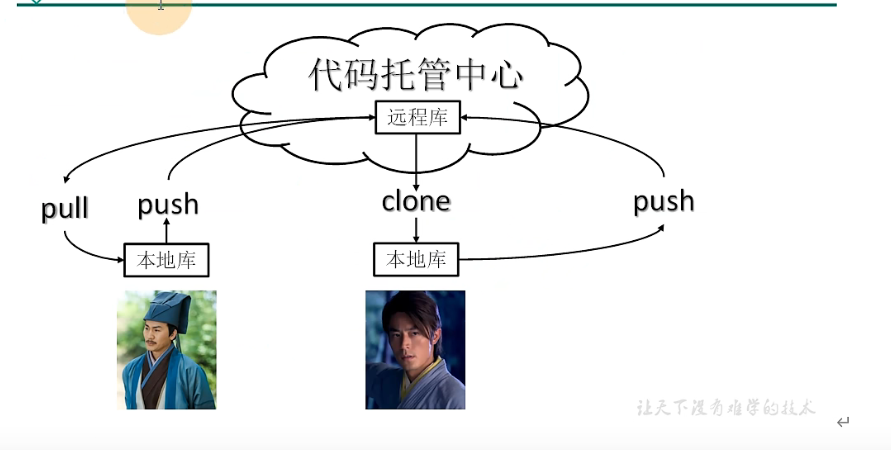 代码托管中心
远程库
pull
push
clone
push
本地库
本地库
让天下没有难学的技术